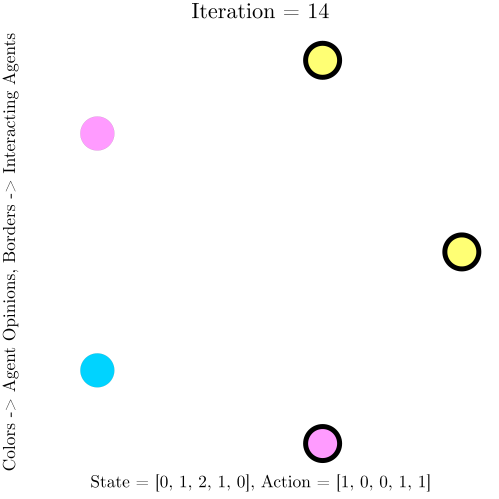 Iteration = 14
Colors -> Agent Opinions, Borders -> Interacting Agents
State = [0, 1, 2, 1, 0], Action = [1, 0, 0, 1, 1]